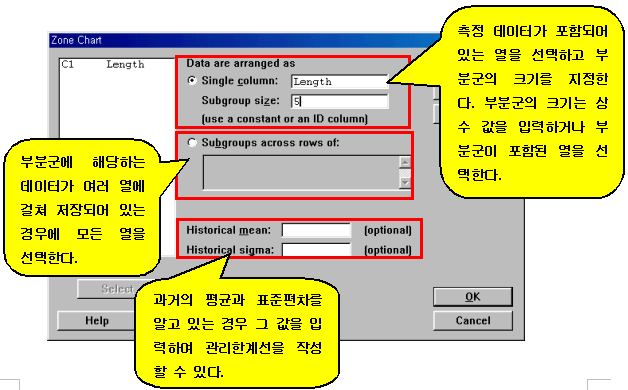 Zone Chart
C1 Length
Data are arranged as
Single column: Length
Subgroup size: 5
(use a constant or an ID column)
Subgroups across rows of:
Historical mean: (optional)
Historical sigma: (optional)
Select
Help
OK
Cancel
측정 데이터가 포함되어
있는 열을 선택하고 부
분군의 크기를 지정한
다. 부분군의 크기는 상
수 값을 입력하거나 부
분군이 포함된 열을 선
택한다.
부분군에 해당하는
데이터가 여러 열에
걸쳐 저장되어 있는
경우에 모든 열을
선택한다.
과거의 평균과 표준편차를
알고 있는 경우 그 값을 입
력하여 관리한계선을 작성
할 수 있다.